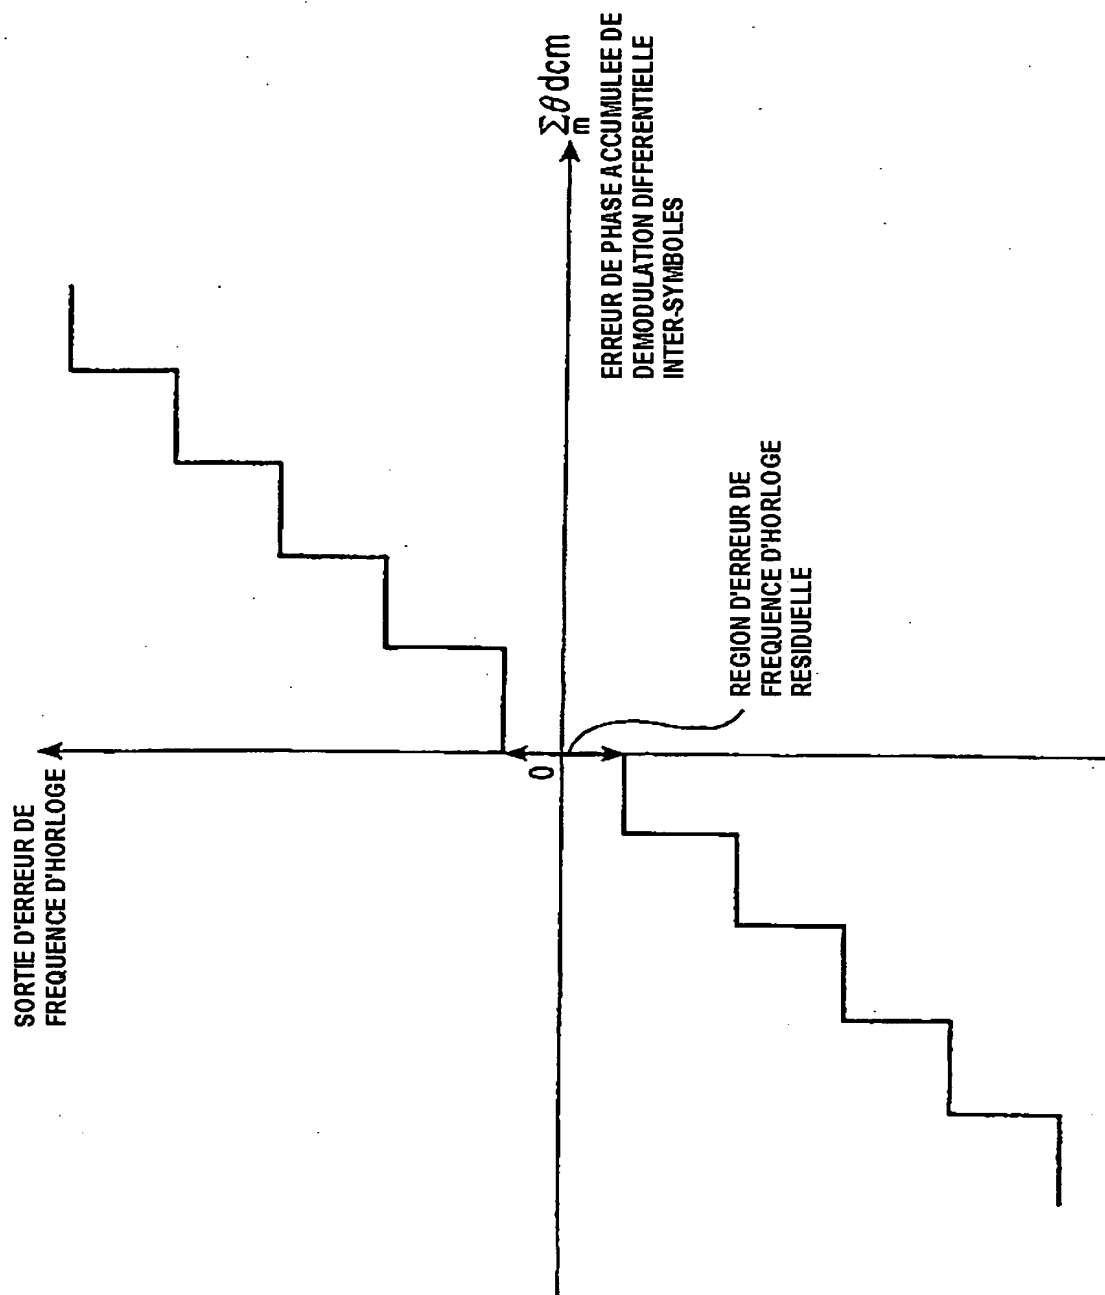 SORTIE D'ERREUR DE
FREQUENCE D'HORLOGE
0
Σθdcm
m
ERREUR DE PHASE ACCUMULEE DE
DEMODULATION DIFFERENTIELLE
INTER-SYMBOLES
REGION D'ERREUR DE
FREQUENCE D'HORLOGE
RESIDUELLE